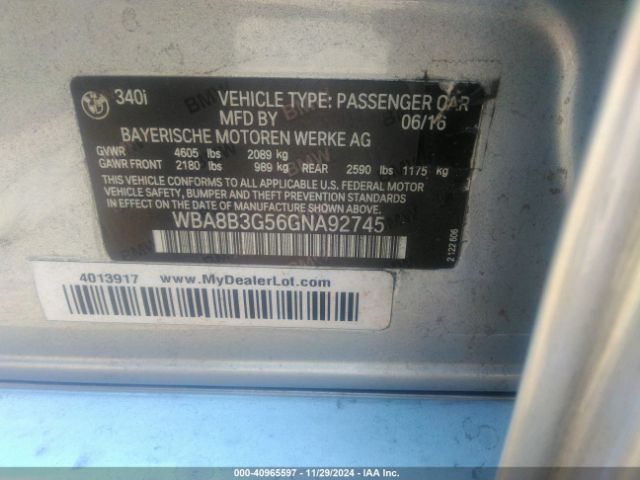 340i VEHICLE TYPE: PASSENGER CAR
MFD BY 06/16
BAYERISCHE MOTOREN WERKE AG
GVWR 4605 lbs 2089 kg
GAWR FRONT 2180 lbs 989 kg REAR 2590 lbs 1175 kg
THIS VEHICLE CONFORMS TO ALL APPLICABLE U.S. FEDERAL MOTOR
VEHICLE SAFETY, BUMPER AND THEFT PREVENTION STANDARDS IN
EFFECT ON THE DATE OF MANUFACTURE SHOWN ABOVE.
WBA8B3G56GNA92745
2 122 606
4013917 www.MyDealerLot.com
000-40965597 - 11/29/2024 - IAA Inc.